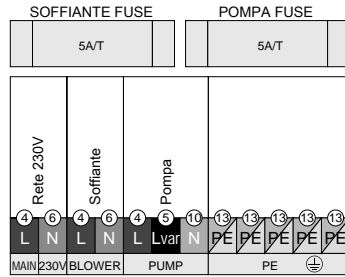 SOFFIANTE FUSE POMPA FUSE
5A/T 5A/T
Rete 230V
Soffiante
Pompa
4 6 4 6 4 5 10 13 13 13 13 13
L N L N L Lvar N PE PE PE PE PE
MAIN 230V BLOWER PUMP PE